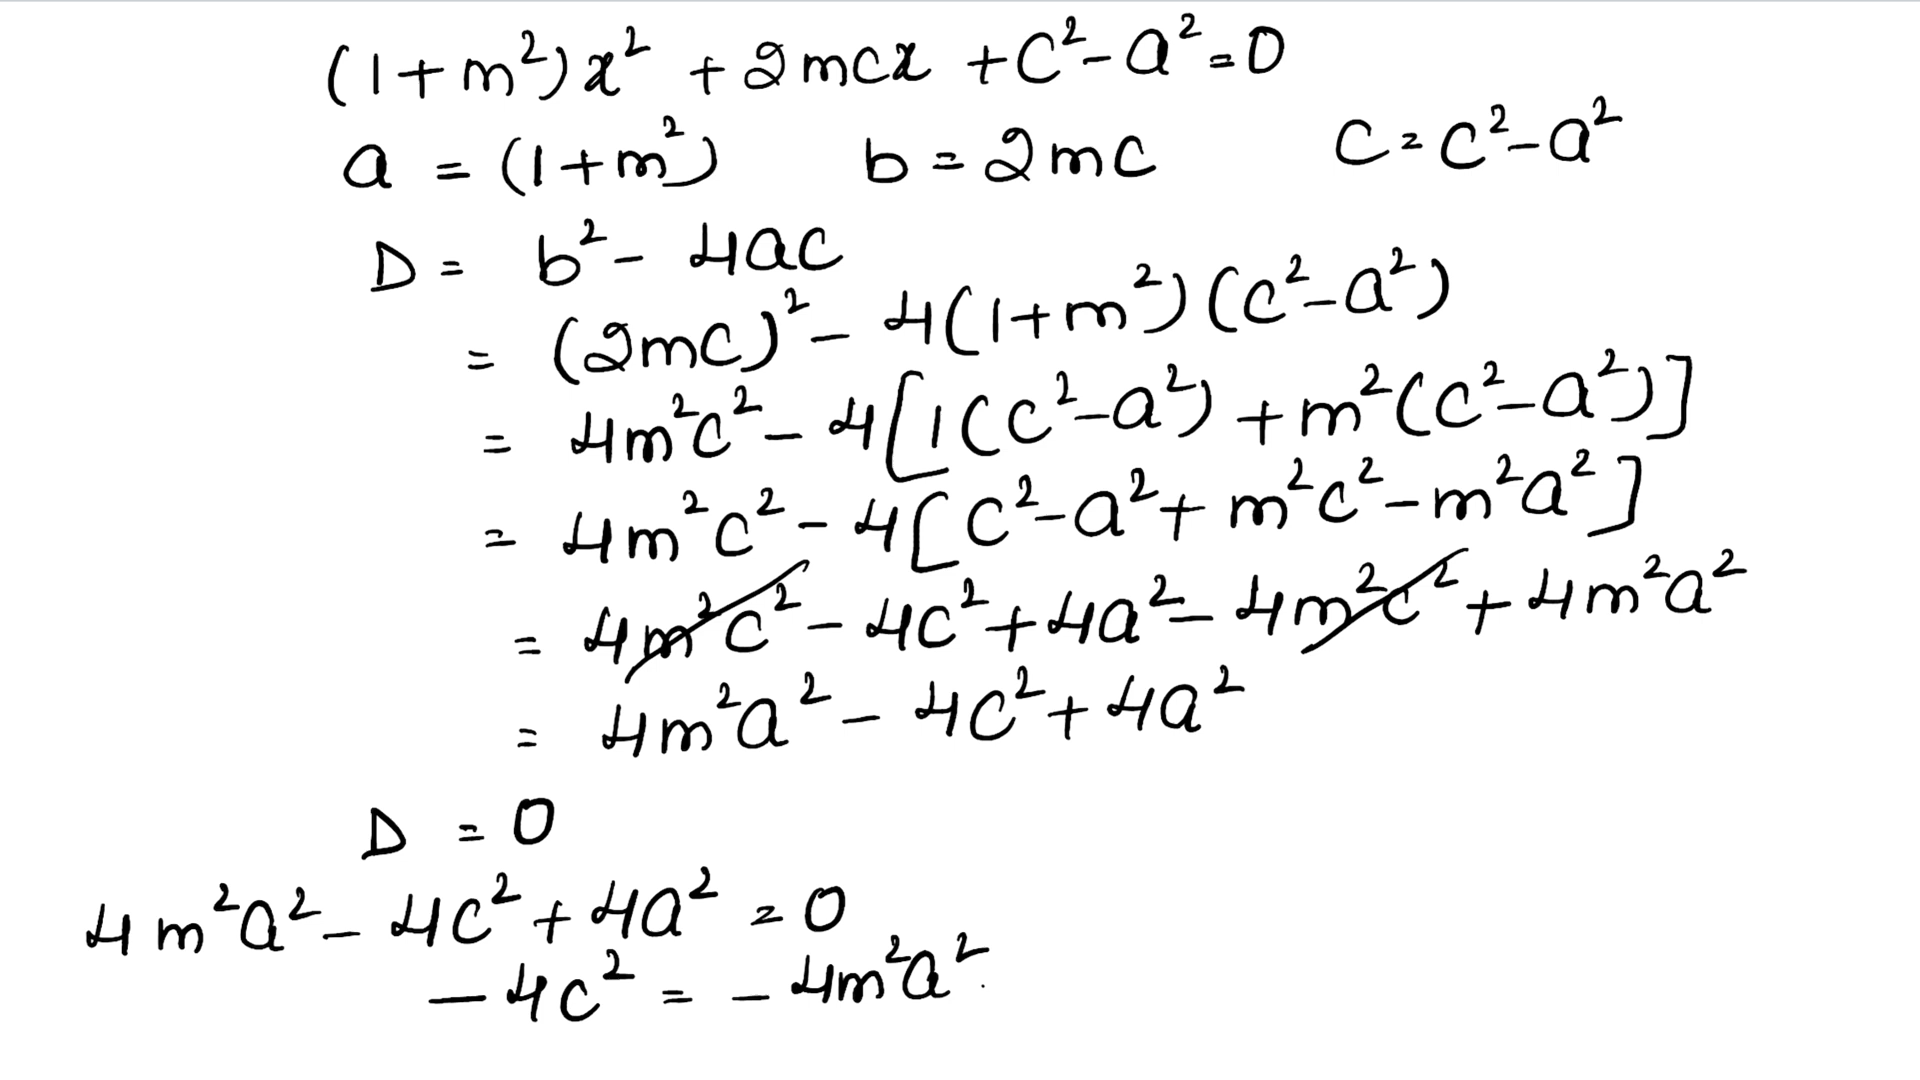 (1+m²)x² +2mcx +c²-a²=0
a = (1+m²) b=2mc c=c²-a²
D = b²- 4ac
= (2mc)²- 4(1+m²)(c²-a²)
= 4m²c²- 4[1(c²-a²)+m²(c²-a²)]
= 4m²c²-4[c²-a²+m²c²-m²a²]
= 4m²c²-4c²+4a²-4m²c²+4m²a²
= 4m²a²-4c²+4a²
D = 0
4m²a²-4c²+4a²=0
-4c² = -4m²a²